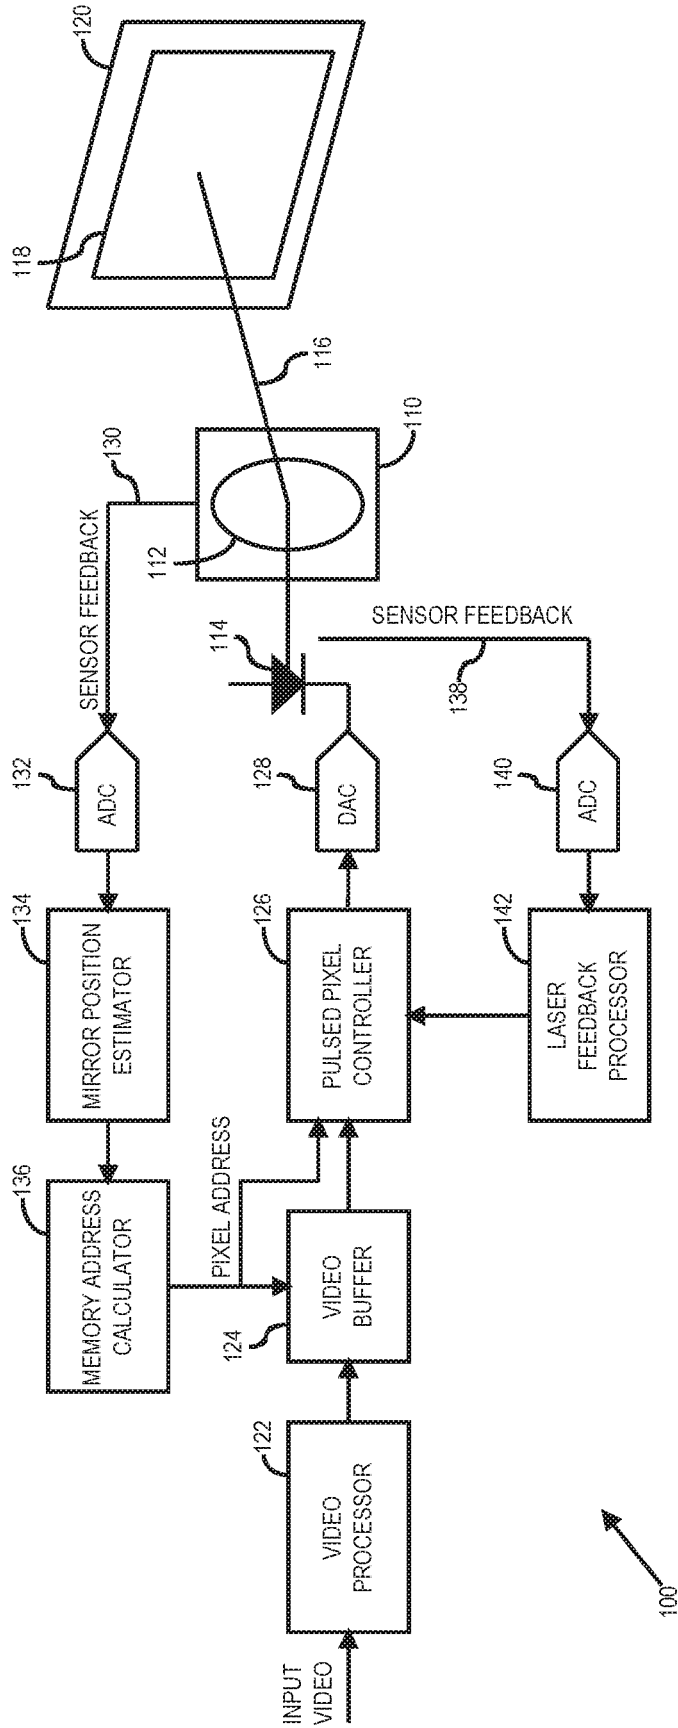 INPUT
VIDEO
VIDEO
PROCESSOR
122
VIDEO
BUFFER
124
PIXEL ADDRESS
MEMORY ADDRESS
CALCULATOR
136
MIRROR POSITION
ESTIMATOR
134
ADC
132
SENSOR FEEDBACK
130
PULSED PIXEL
CONTROLLER
126
DAC
128
114
112
110
116
118
120
SENSOR FEEDBACK
138
ADC
140
LASER
FEEDBACK
PROCESSOR
142
100